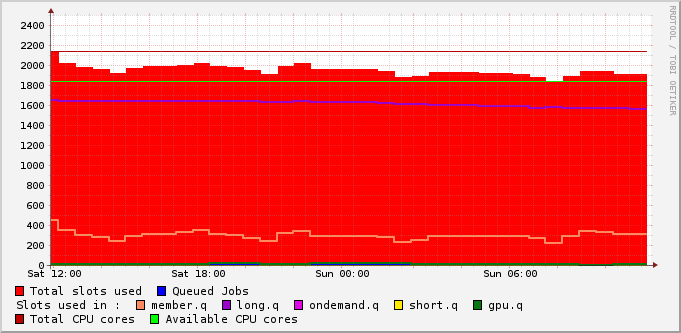 2400
2200
2000
1800
1600
1400
1200
1000
800
600
400
200
0
Sat 12:00 Sat 18:00 Sun 00:00 Sun 06:00
RRDTOOL / TOBI OETIKER
Total slots used Queued Jobs
Slots used in : member.q long.q ondemand.q short.q gpu.q
Total CPU cores Available CPU cores